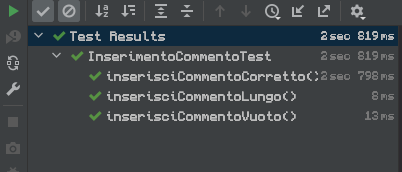 Test Results 2 sec 819 ms
InserimentoCommentoTest 2 sec 819 ms
inserisciCommentoCorretto() 2 sec 798 ms
inserisciCommentoLungo() 8 ms
inserisciCommentoVuoto() 13 ms